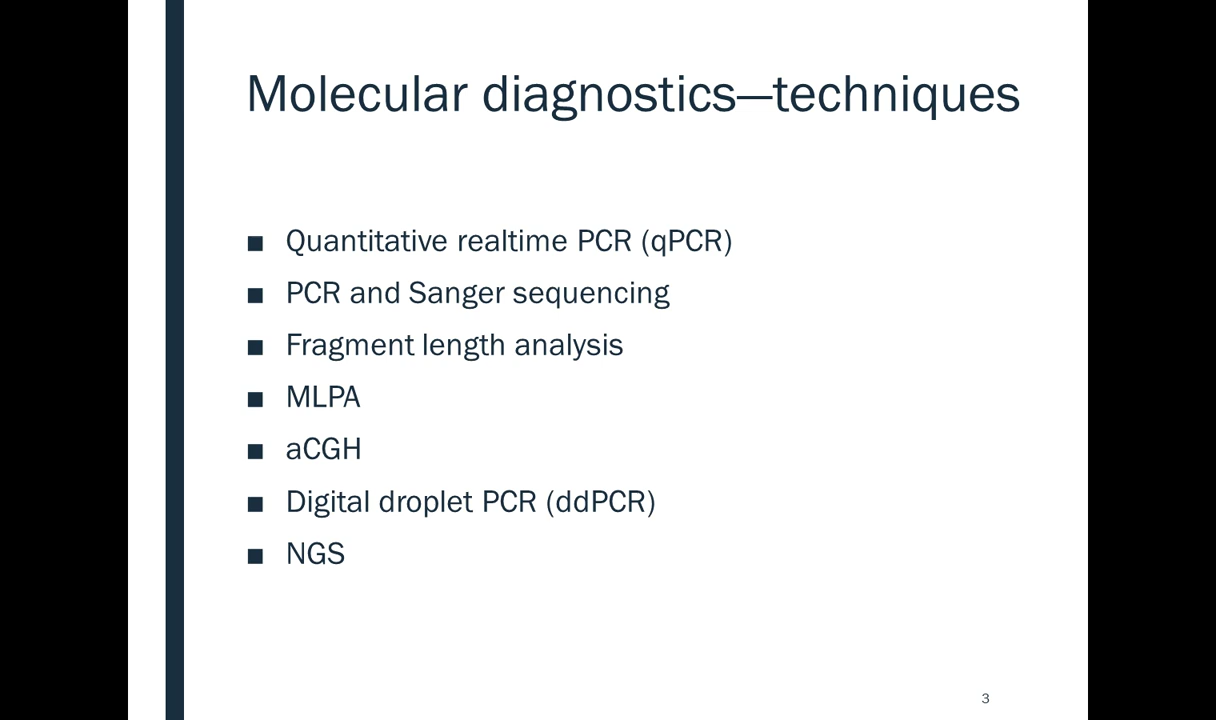 Molecular diagnostics—techniques
■ Quantitative realtime PCR (qPCR)
■ PCR and Sanger sequencing
■ Fragment length analysis
■ MLPA
■ aCGH
■ Digital droplet PCR (ddPCR)
■ NGS
3